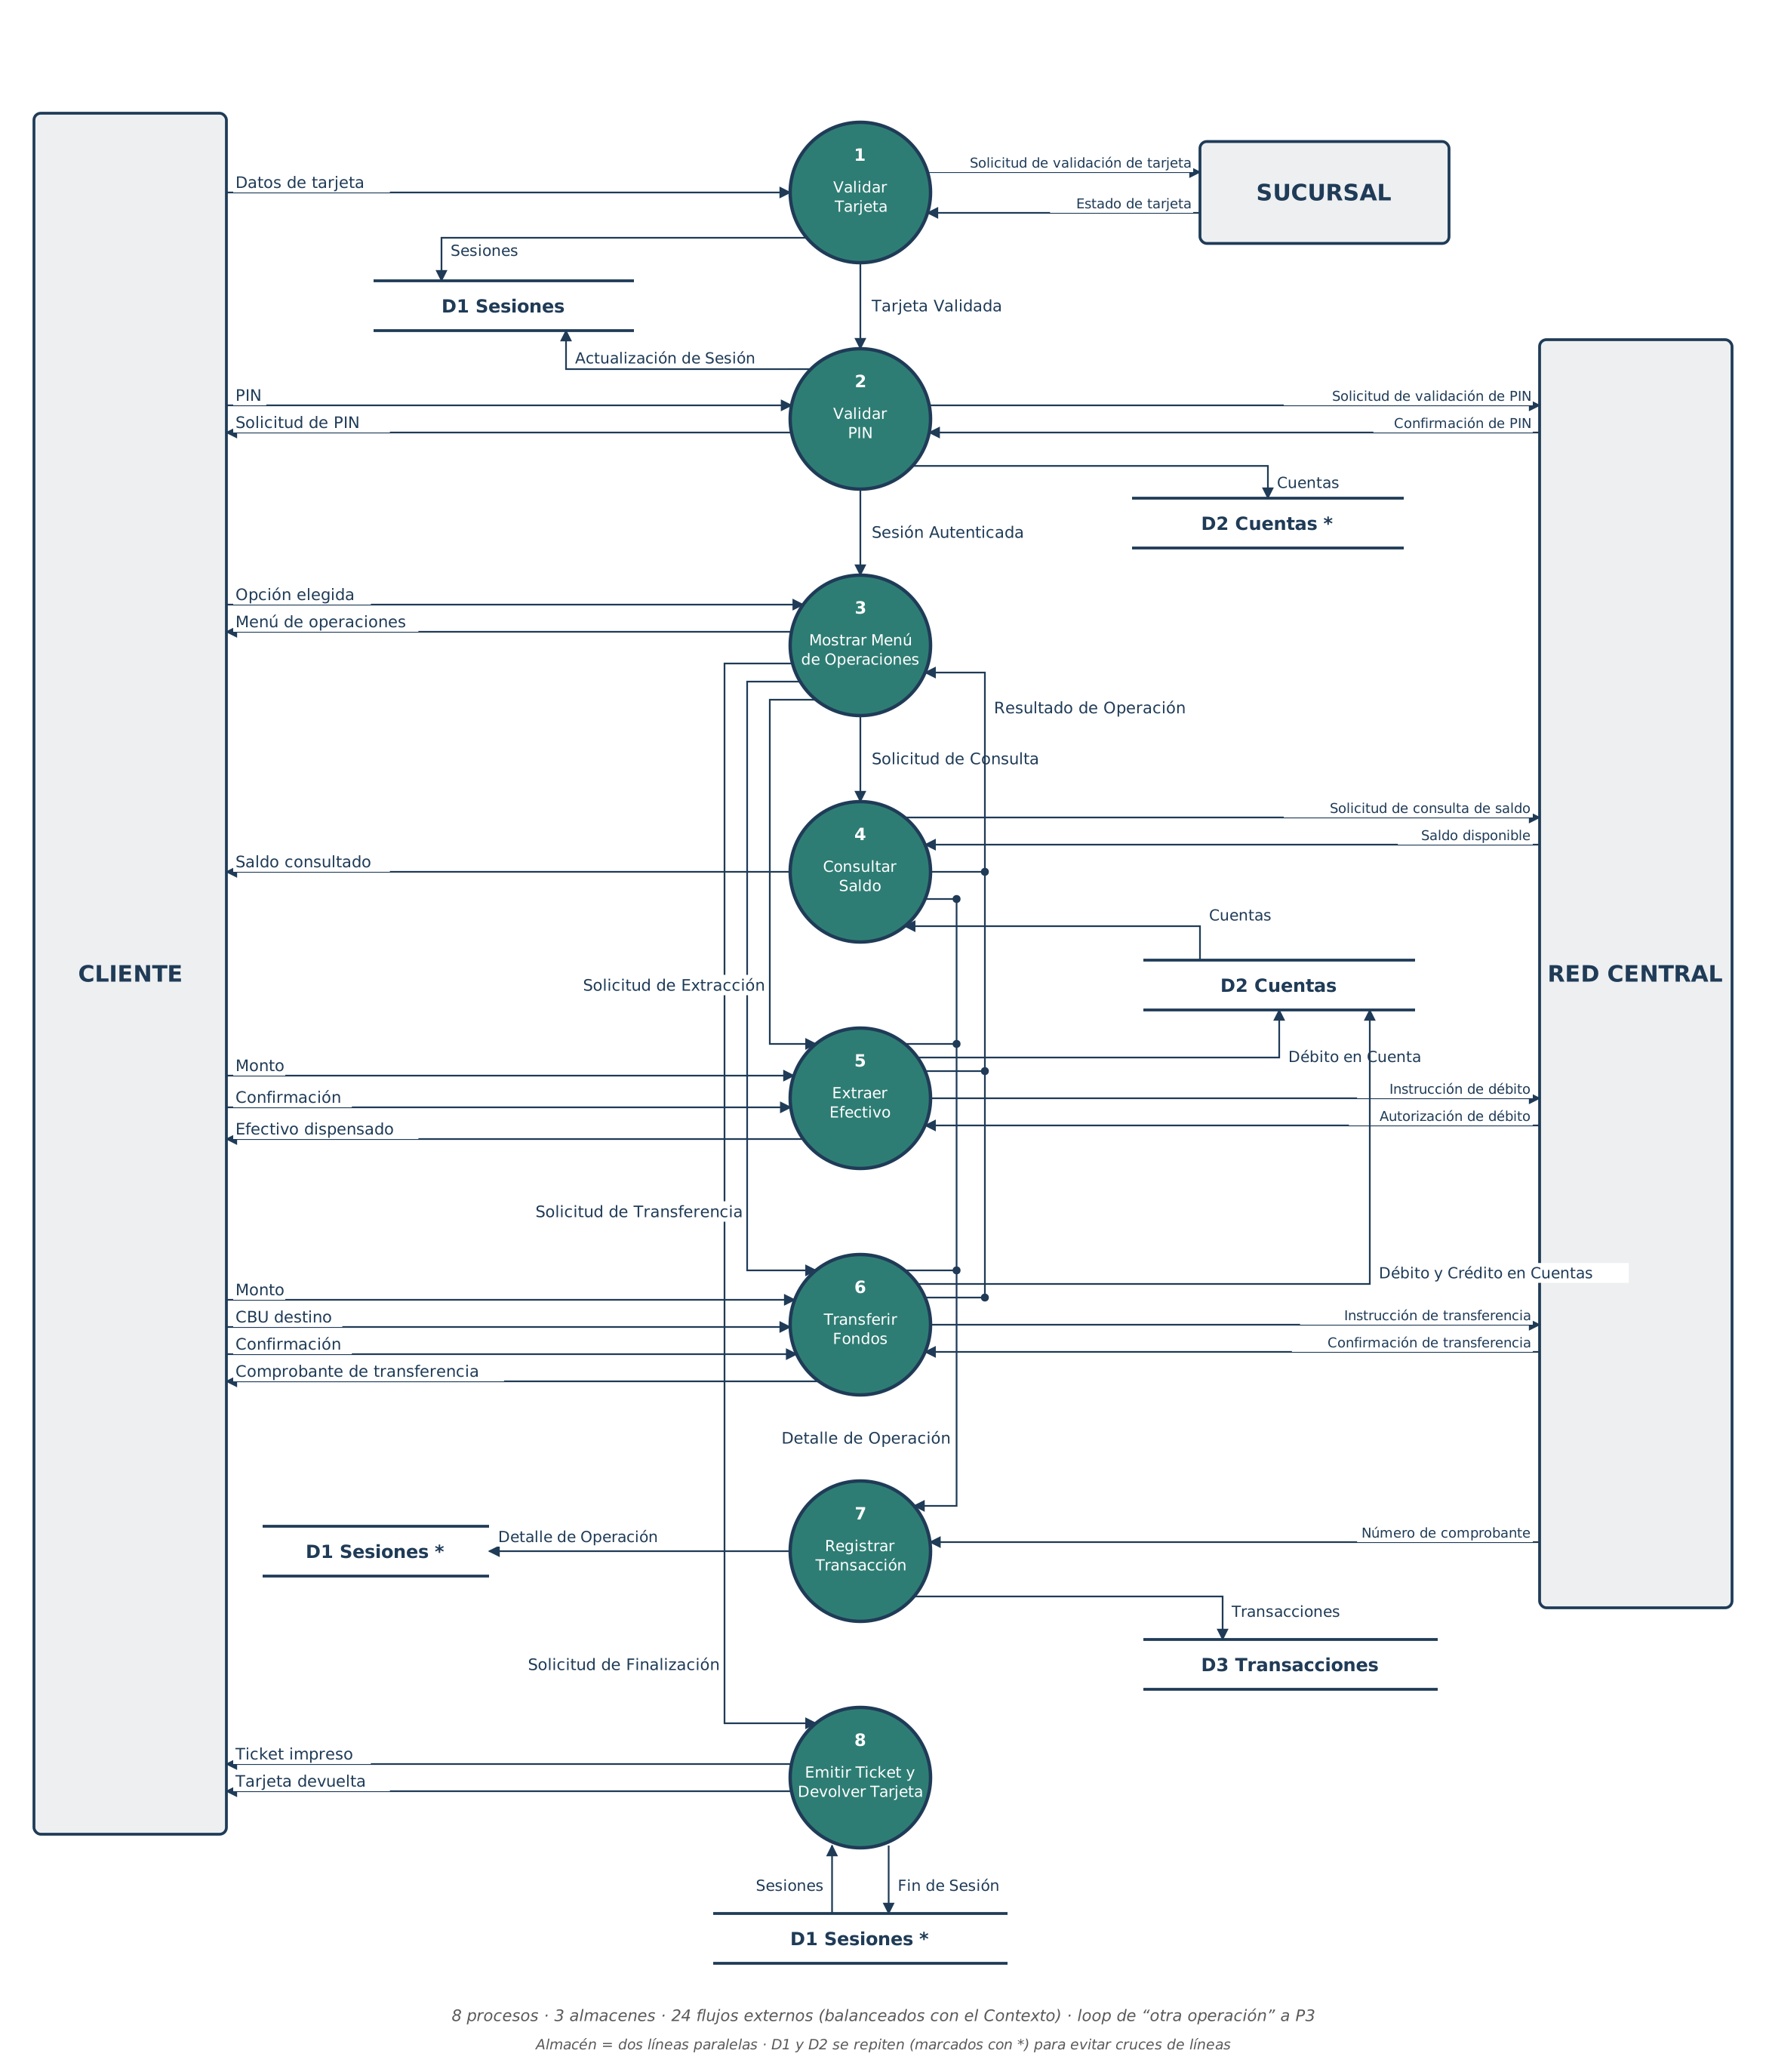 1
Validar
Tarjeta
Solicitud de validación de tarjeta
Datos de tarjeta
SUCURSAL
Estado de tarjeta
Sesiones
D1 Sesiones
Tarjeta Validada
Actualización de Sesión
2
Validar
PIN
PIN
Solicitud de PIN
Solicitud de validación de PIN
Confirmación de PIN
Cuentas
D2 Cuentas *
Sesión Autenticada
Opción elegida
Menú de operaciones
3
Mostrar Menú
de Operaciones
Resultado de Operación
Solicitud de Consulta
Solicitud de consulta de saldo
Saldo disponible
4
Consultar
Saldo
Saldo consultado
Cuentas
CLIENTE
RED CENTRAL
Solicitud de Extracción
D2 Cuentas
Débito en Cuenta
5
Extraer
Efectivo
Monto
Confirmación
Efectivo dispensado
Instrucción de débito
Autorización de débito
Solicitud de Transferencia
Débito y Crédito en Cuentas
6
Transferir
Fondos
Monto
CBU destino
Confirmación
Comprobante de transferencia
Instrucción de transferencia
Confirmación de transferencia
Detalle de Operación
7
Registrar
Transacción
Detalle de Operación
D1 Sesiones *
Número de comprobante
Transacciones
D3 Transacciones
Solicitud de Finalización
8
Emitir Ticket y
Devolver Tarjeta
Ticket impreso
Tarjeta devuelta
Sesiones
Fin de Sesión
D1 Sesiones *
8 procesos · 3 almacenes · 24 flujos externos (balanceados con el Contexto) · loop de “otra operación” a P3
Almacén = dos líneas paralelas · D1 y D2 se repiten (marcados con *) para evitar cruces de líneas